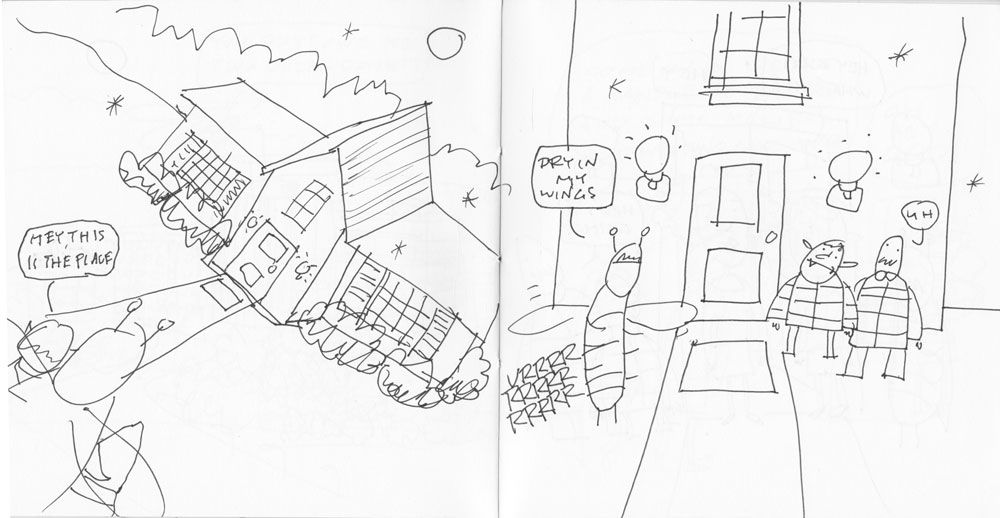 HEY, THIS
IS THE PLACE
DRYIN
MY
WINGS
UH
VRRRR
RRRRR
RRRRR